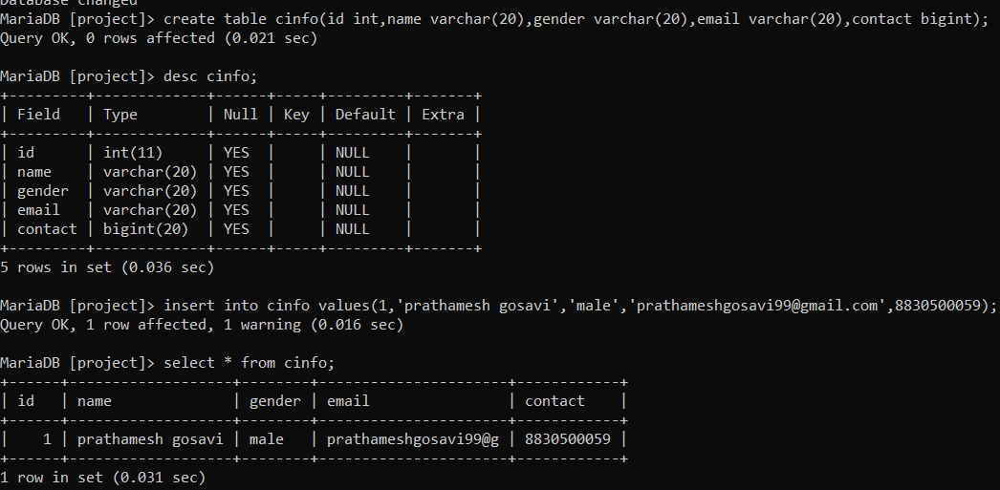 Database changed
MariaDB [project]> create table cinfo(id int,name varchar(20),gender varchar(20),email varchar(20),contact bigint);
Query OK, 0 rows affected (0.021 sec)

MariaDB [project]> desc cinfo;
+---------+-------------+------+-----+---------+-------+
| Field   | Type        | Null | Key | Default | Extra |
+---------+-------------+------+-----+---------+-------+
| id      | int(11)     | YES  |     | NULL    |       |
| name    | varchar(20) | YES  |     | NULL    |       |
| gender  | varchar(20) | YES  |     | NULL    |       |
| email   | varchar(20) | YES  |     | NULL    |       |
| contact | bigint(20)  | YES  |     | NULL    |       |
+---------+-------------+------+-----+---------+-------+
5 rows in set (0.036 sec)

MariaDB [project]> insert into cinfo values(1,'prathamesh gosavi','male','prathameshgosavi99@gmail.com',8830500059);
Query OK, 1 row affected, 1 warning (0.016 sec)

MariaDB [project]> select * from cinfo;
+------+-------------------+--------+----------------------+------------+
| id   | name              | gender | email                | contact    |
+------+-------------------+--------+----------------------+------------+
|    1 | prathamesh gosavi | male   | prathameshgosavi99@g | 8830500059 |
+------+-------------------+--------+----------------------+------------+
1 row in set (0.031 sec)